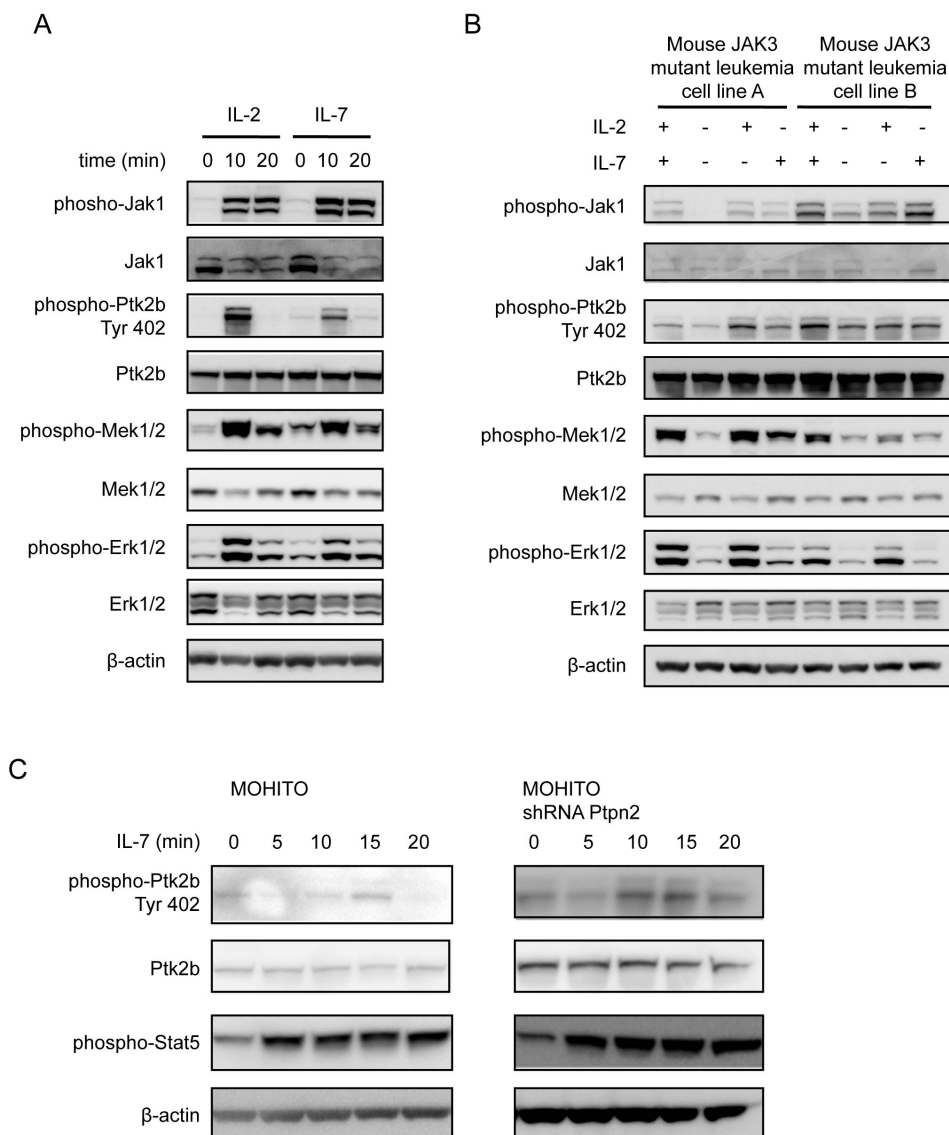 A
IL-2 IL-7
time (min) 0 10 20 0 10 20
phosho-Jak1
Jak1
phospho-Ptk2b
Tyr 402
Ptk2b
phospho-Mek1/2
Mek1/2
phospho-Erk1/2
Erk1/2
β-actin
B
Mouse JAK3 Mouse JAK3
mutant leukemia mutant leukemia
cell line A cell line B
IL-2 + - + - + - + -
IL-7 + - - + + - - +
phospho-Jak1
Jak1
phospho-Ptk2b
Tyr 402
Ptk2b
phospho-Mek1/2
Mek1/2
phospho-Erk1/2
Erk1/2
β-actin
C
MOHITO MOHITO
shRNA Ptpn2
IL-7 (min) 0 5 10 15 20 0 5 10 15 20
phospho-Ptk2b
Tyr 402
Ptk2b
phospho-Stat5
β-actin